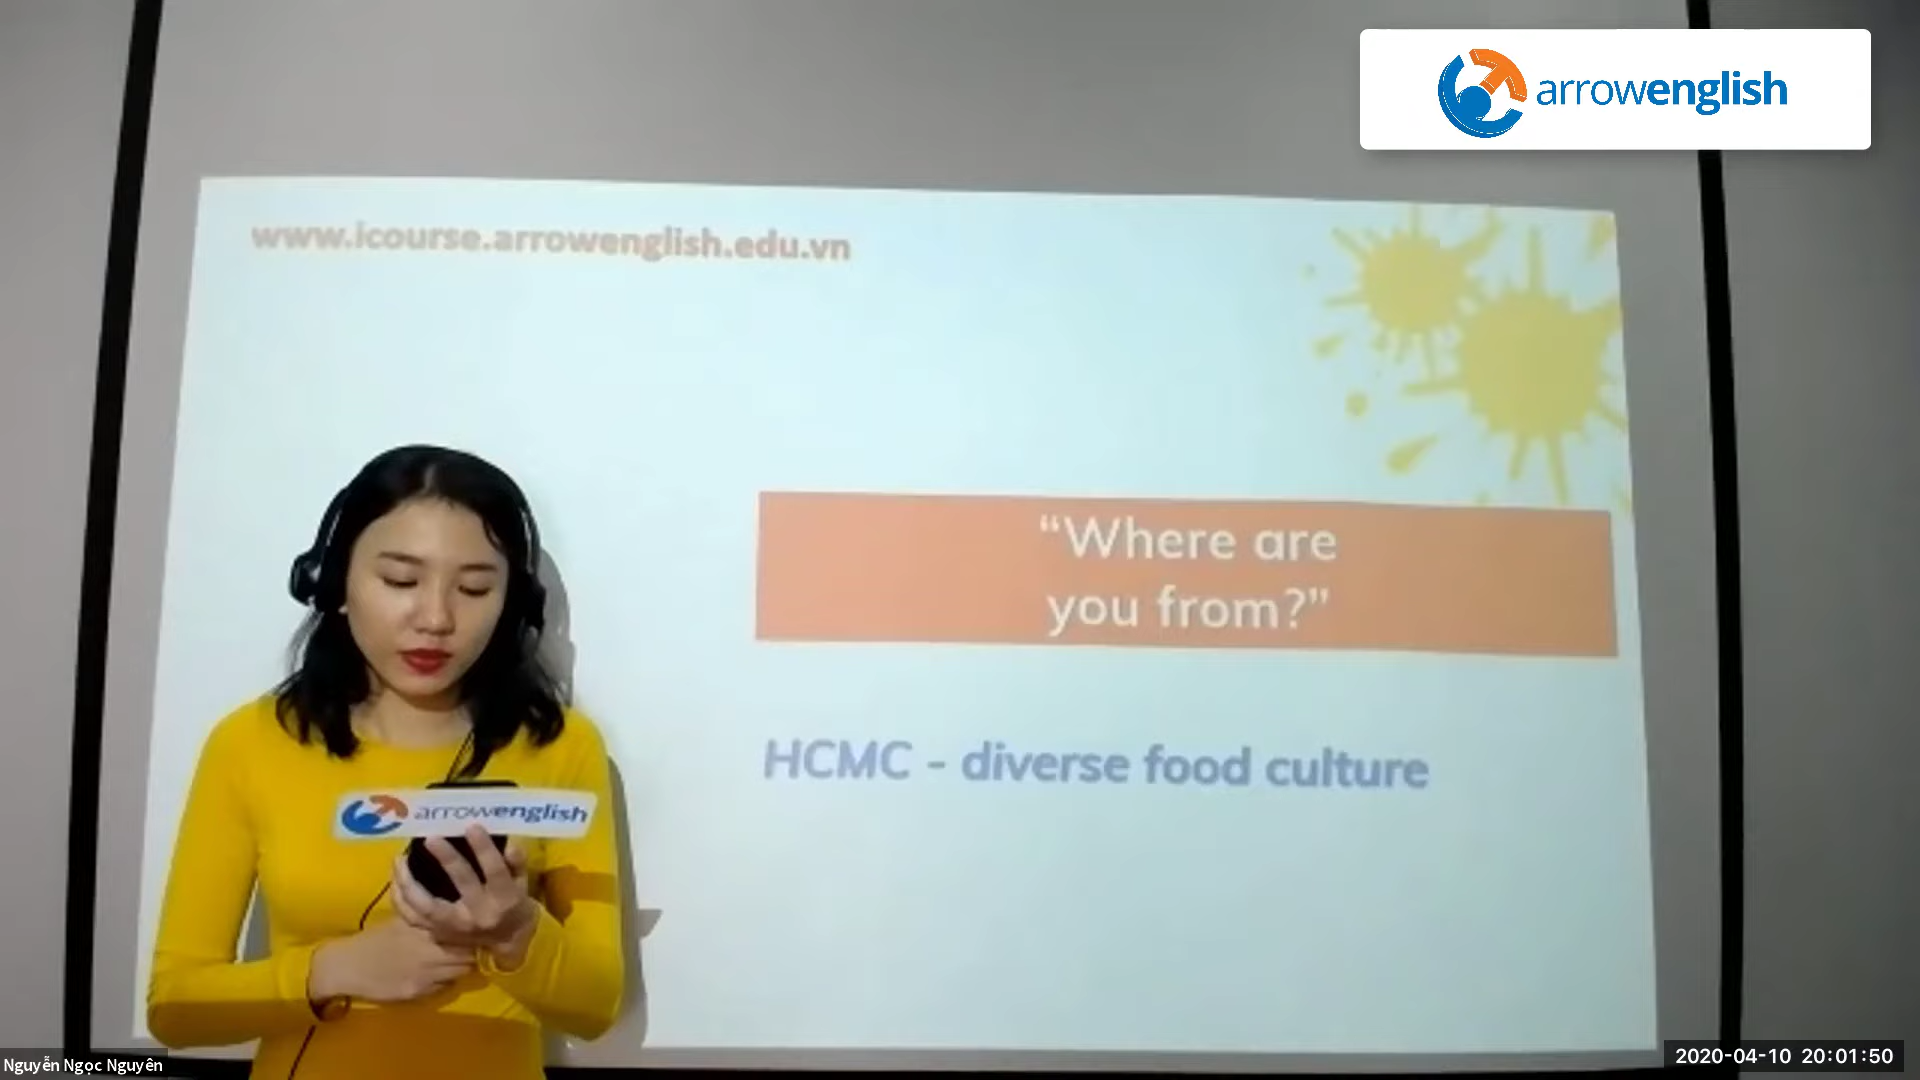 arrowenglish
www.icourse.arrowenglish.edu.vn
“Where are
you from?”
HCMC - diverse food culture
arrowenglish
Nguyễn Ngọc Nguyên
2020-04-10 20:01:50